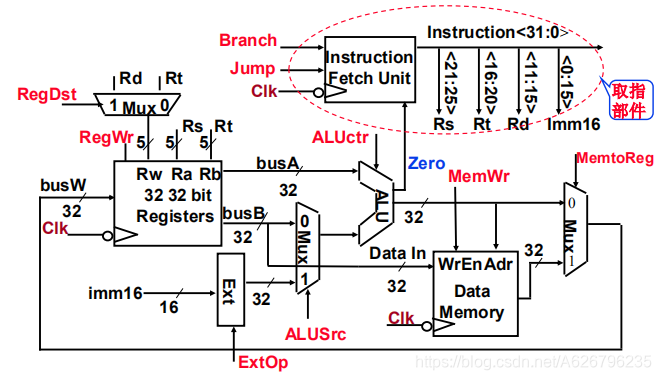 Branch
Jump
Clk
Instruction
Fetch Unit
Instruction<31:0>
<21:25>
<16:20>
<11:15>
<0:15>
Rs
Rt
Rd
Imm16
取指
部件
RegDst
Rd
Rt
1 Mux 0
RegWr
5
5
5
Rs
Rt
busW
32
Clk
Rw Ra Rb
32 32 bit
Registers
busA
32
busB
32
ALUctr
ALU
Zero
0
Mux
1
ALUSrc
imm16
16
Ext
32
ExtOp
Data In
32
32
MemWr
WrEn Adr
Data
Memory
Clk
32
MemtoReg
0
Mux
1
https://blog.csdn.net/A626796235